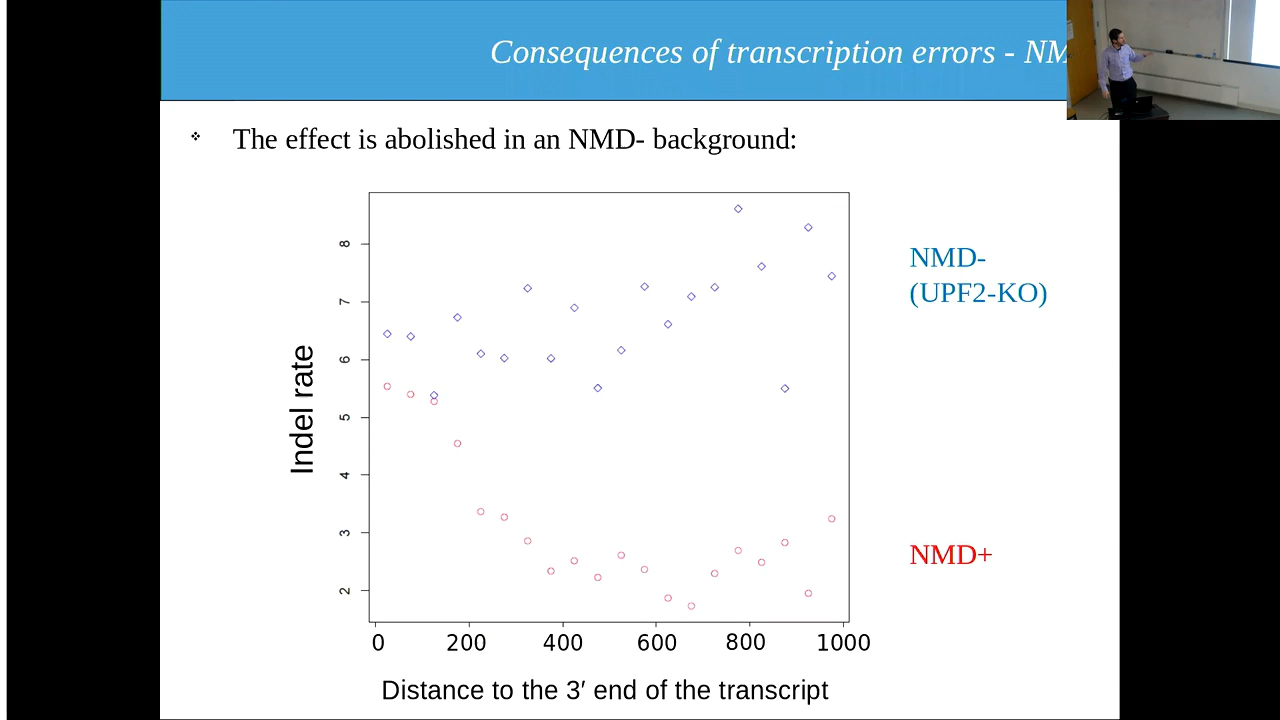 Consequences of transcription errors - NM
❖ The effect is abolished in an NMD- background:
NMD-
(UPF2-KO)
NMD+
Indel rate
8
7
6
5
4
3
2
0 200 400 600 800 1000
Distance to the 3′ end of the transcript